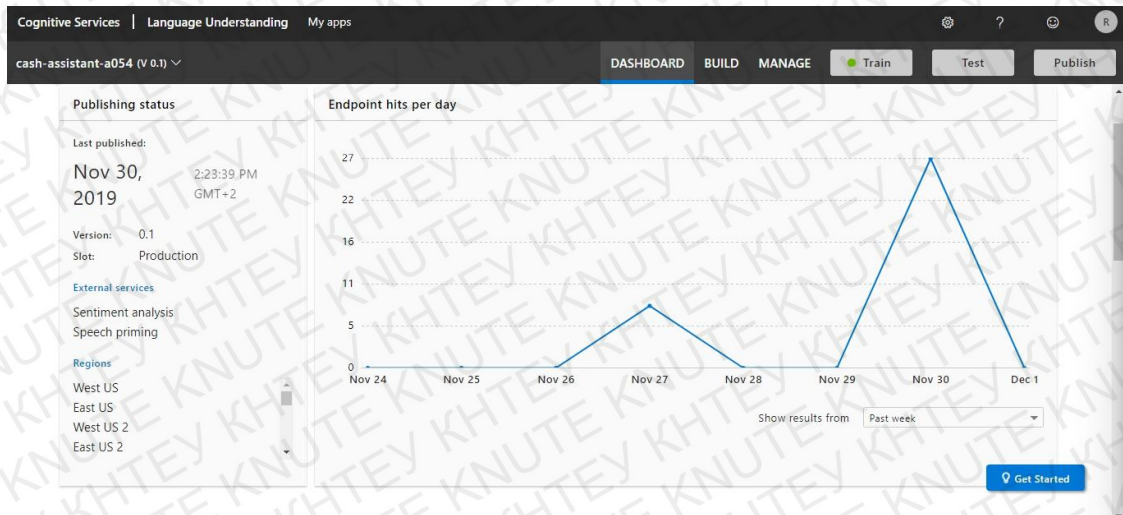 Cognitive Services | Language Understanding My apps ? R
cash-assistant-a054 (V 0.1) DASHBOARD BUILD MANAGE Train Test Publish
Publishing status
Last published:
Nov 30, 2019
2:23:39 PM GMT+2
Version: 0.1
Slot: Production
External services
Sentiment analysis
Speech priming
Regions
West US
East US
West US 2
East US 2
Endpoint hits per day
27
22
16
11
5
0
Nov 24 Nov 25 Nov 26 Nov 27 Nov 28 Nov 29 Nov 30 Dec 1
Show results from Past week
Get Started
KNUTE KHTEY